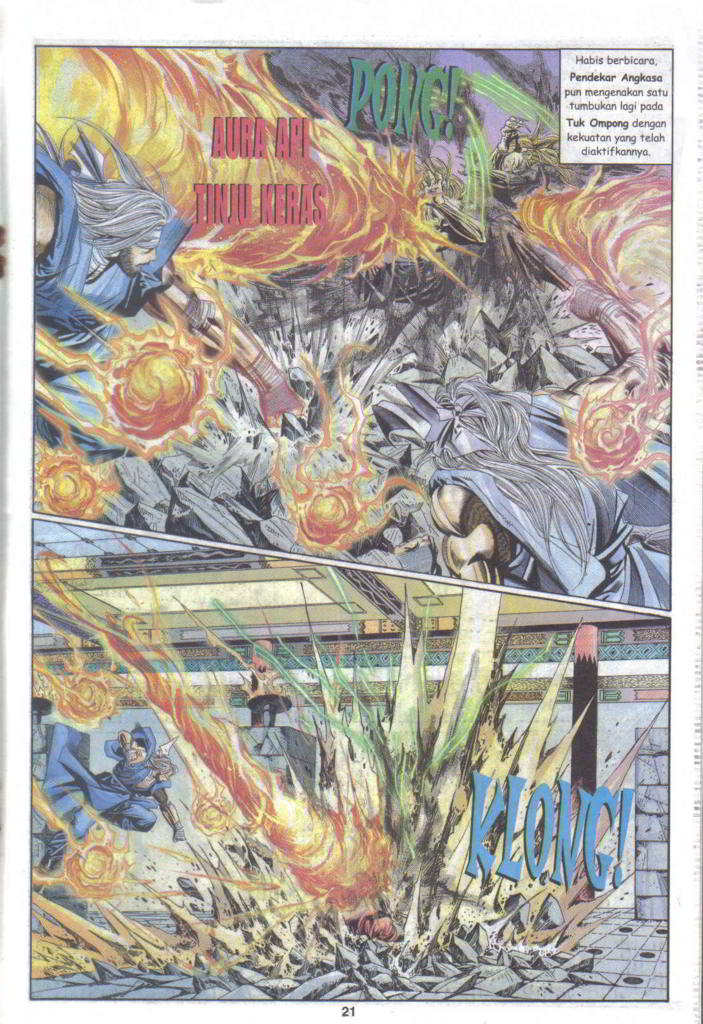 PONG!
Habis berbicara,
Pendekar Angkasa
pun mengenakan satu
tumbukan lagi pada
Tuk Ompong dengan
kekuatan yang telah
diaktifkannya.
AURA API
TINJU KERAS
KLONG!
21